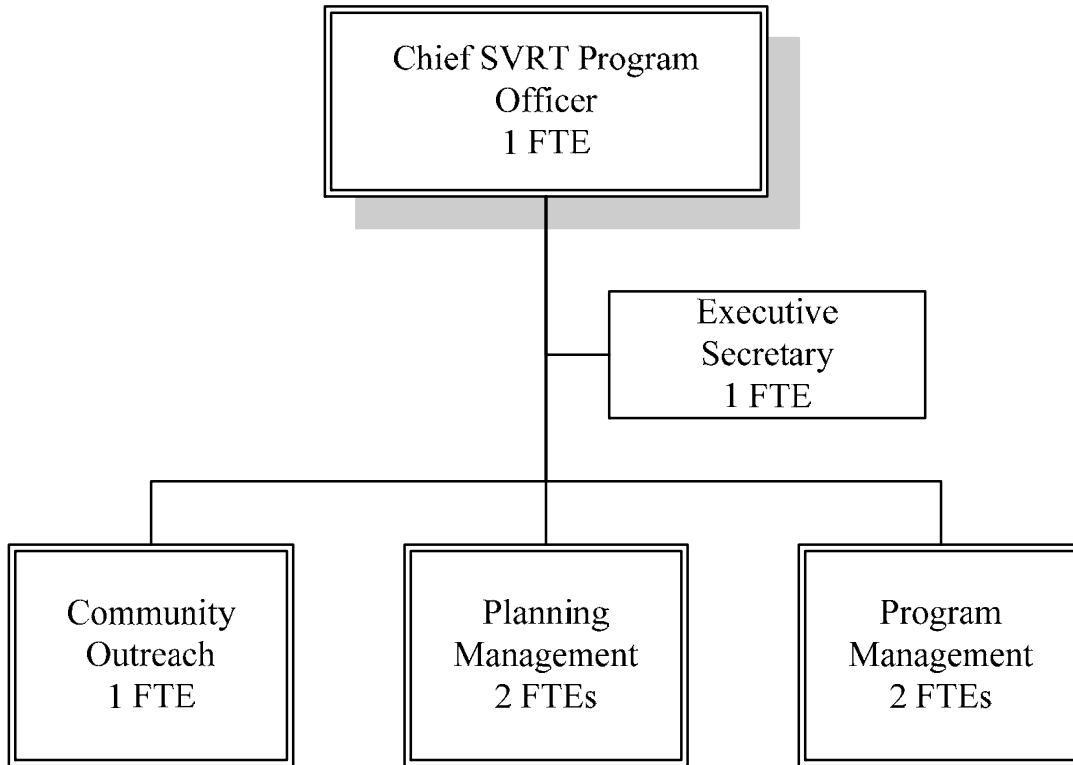 Chief SVRT Program
Officer
1 FTE
Executive
Secretary
1 FTE
Community
Outreach
1 FTE
Planning
Management
2 FTEs
Program
Management
2 FTEs